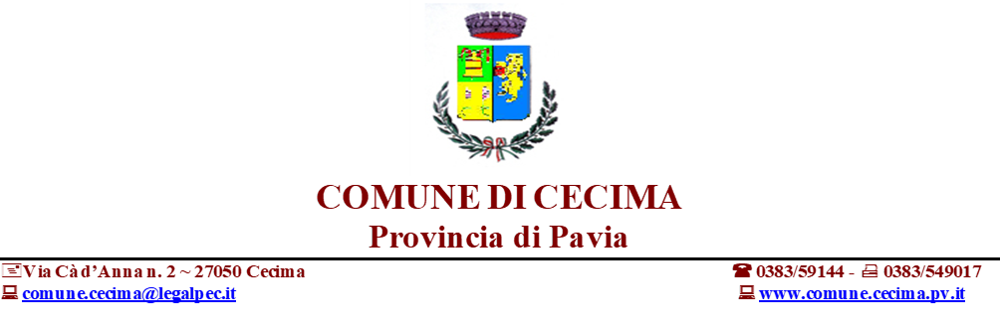 COMUNE DI CECIMA
Provincia di Pavia
Via Cà d’Anna n. 2 ~ 27050 Cecima
0383/59144 - 0383/549017
comune.cecima@legalpec.it
www.comune.cecima.pv.it